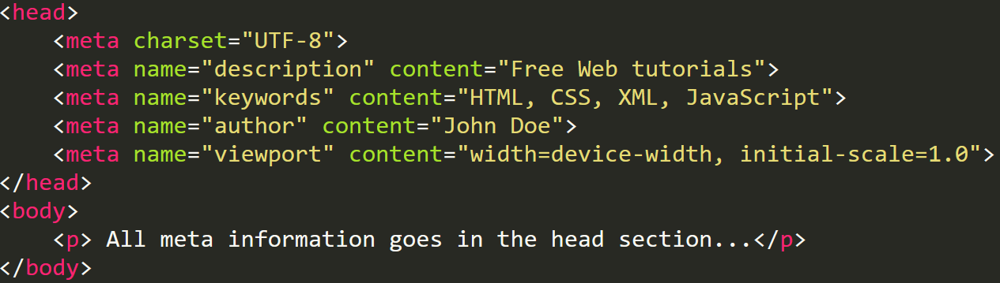 <head>
    <meta charset="UTF-8">
    <meta name="description" content="Free Web tutorials">
    <meta name="keywords" content="HTML, CSS, XML, JavaScript">
    <meta name="author" content="John Doe">
    <meta name="viewport" content="width=device-width, initial-scale=1.0">
</head>
<body>
    <p> All meta information goes in the head section...</p>
</body>